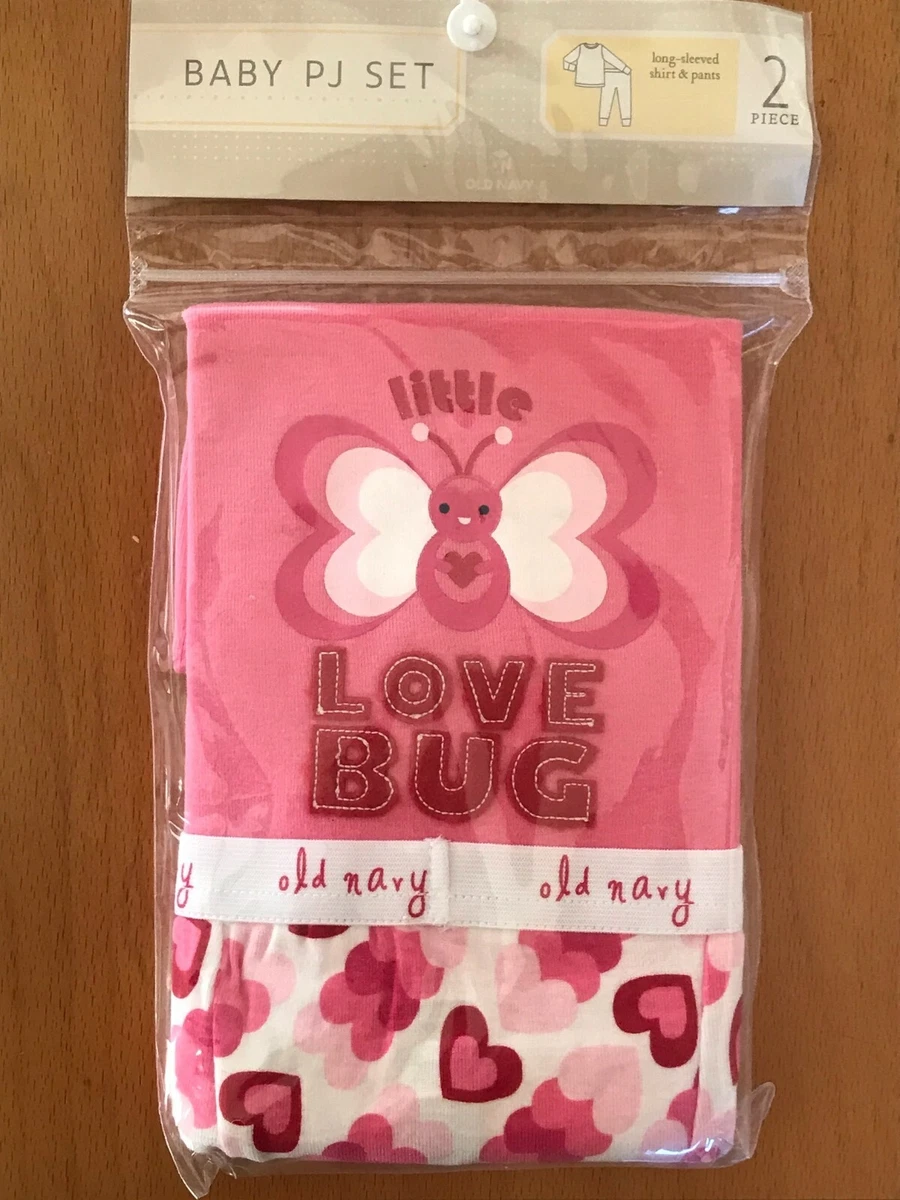 BABY PJ SET
long-sleeved
shirt & pants
2
PIECE
OLD NAVY
little
LOVE
BUG
y old navy old navy